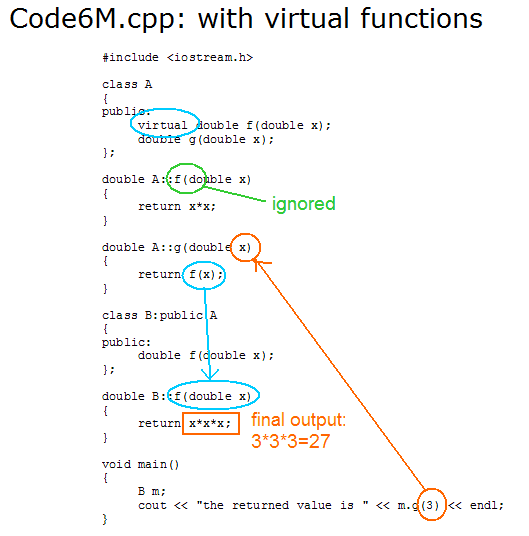 Code6M.cpp: with virtual functions
#include <iostream.h>
class A
{
public:
virtual double f(double x);
double g(double x);
};
double A::f(double x)
ignored
{
return x*x;
}
double A::g(double x)
{
return f(x);
}
class B:public A
{
public:
double f(double x);
};
double B::f(double x)
{
return x*x*x;
}
final output:
3*3*3=27
void main()
{
B m;
cout << "the returned value is " << m.g(3) << endl;
}